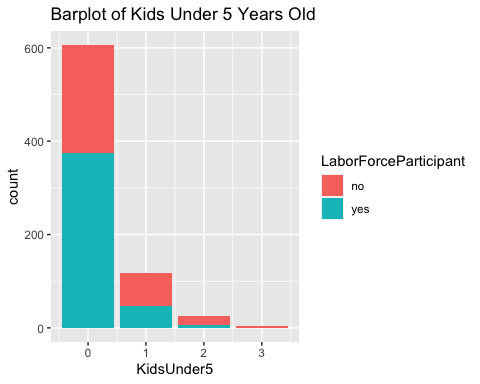 Barplot of Kids Under 5 Years Old
count
600
400
200
0
0 1 2 3
KidsUnder5
LaborForceParticipant
no
yes